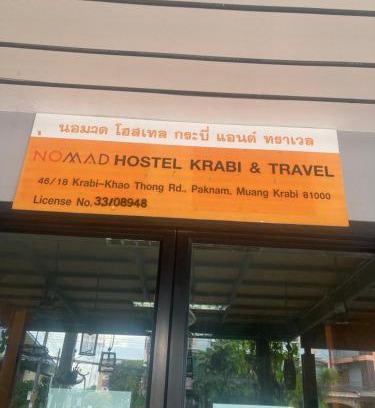 นอมาด โฮสเทล กระบี่ แอนด์ ทราเวล
NOMAD HOSTEL KRABI & TRAVEL
46/18 Krabi-Khao Thong Rd., Paknam. Muang Krabi 81000
License No. 33/08948